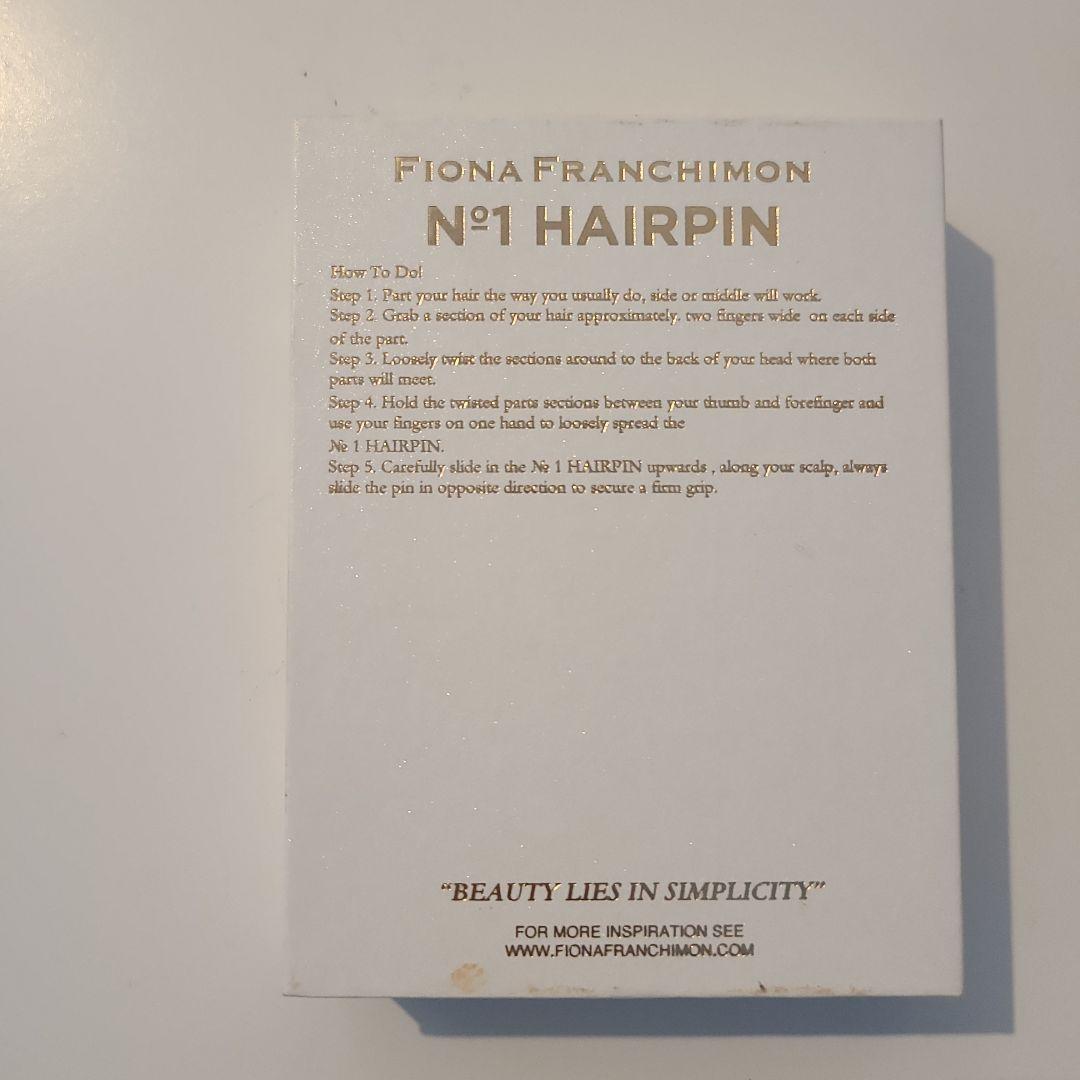 FIONA FRANCHIMON
Nº1 HAIRPIN
How To Do!
Step 1. Part your hair the way you usually do, side or middle will work.
Step 2. Grab a section of your hair approximately. two fingers wide on each side
of the part.
Step 3. Loosely twist the sections around to the back of your head where both
parts will meet.
Step 4. Hold the twisted parts sections between your thumb and forefinger and
use your fingers on one hand to loosely spread the
№ 1 HAIRPIN.
Step 5. Carefully slide in the № 1 HAIRPIN upwards , along your scalp, always
slide the pin in opposite direction to secure a firm grip.
“BEAUTY LIES IN SIMPLICITY”
FOR MORE INSPIRATION SEE
WWW.FIONAFRANCHIMON.COM